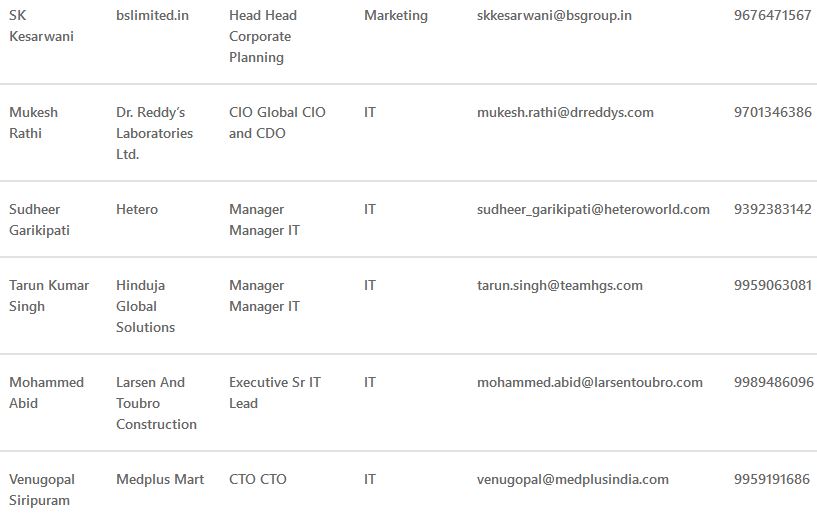 SK Kesarwani bslimited.in Head Head Corporate Planning Marketing skkesarwani@bsgroup.in 9676471567
Mukesh Rathi Dr. Reddy’s Laboratories Ltd. CIO Global CIO and CDO IT mukesh.rathi@drreddys.com 9701346386
Sudheer Garikipati Hetero Manager Manager IT IT sudheer_garikipati@heteroworld.com 9392383142
Tarun Kumar Singh Hinduja Global Solutions Manager Manager IT IT tarun.singh@teamhgs.com 9959063081
Mohammed Abid Larsen And Toubro Construction Executive Sr IT Lead IT mohammed.abid@larsentoubro.com 9989486096
Venugopal Siripuram Medplus Mart CTO CTO IT venugopal@medplusindia.com 9959191686